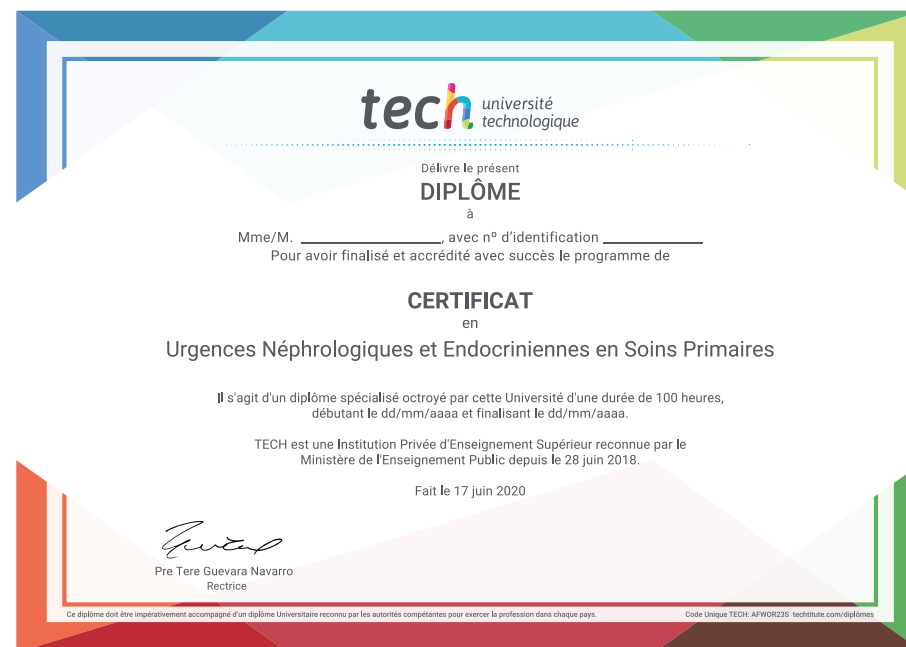 tech université
technologique
Délivre le présent
DIPLÔME
à
Mme/M. ____________________, avec nº d'identification ______________
Pour avoir finalisé et accrédité avec succès le programme de
CERTIFICAT
en
Urgences Néphrologiques et Endocriniennes en Soins Primaires
Il s'agit d'un diplôme spécialisé octroyé par cette Université d'une durée de 100 heures,
débutant le dd/mm/aaaa et finalisant le dd/mm/aaaa.
TECH est une Institution Privée d'Enseignement Supérieur reconnue par le
Ministère de l'Enseignement Public depuis le 28 juin 2018.
Fait le 17 juin 2020
Pre Tere Guevara Navarro
Rectrice
Ce diplôme doit être impérativement accompagné d'un diplôme Universitaire reconnu par les autorités compétantes pour exercer la profession dans chaque pays.
Code Unique TECH: AFWOR23S techtitute.com/diplômes